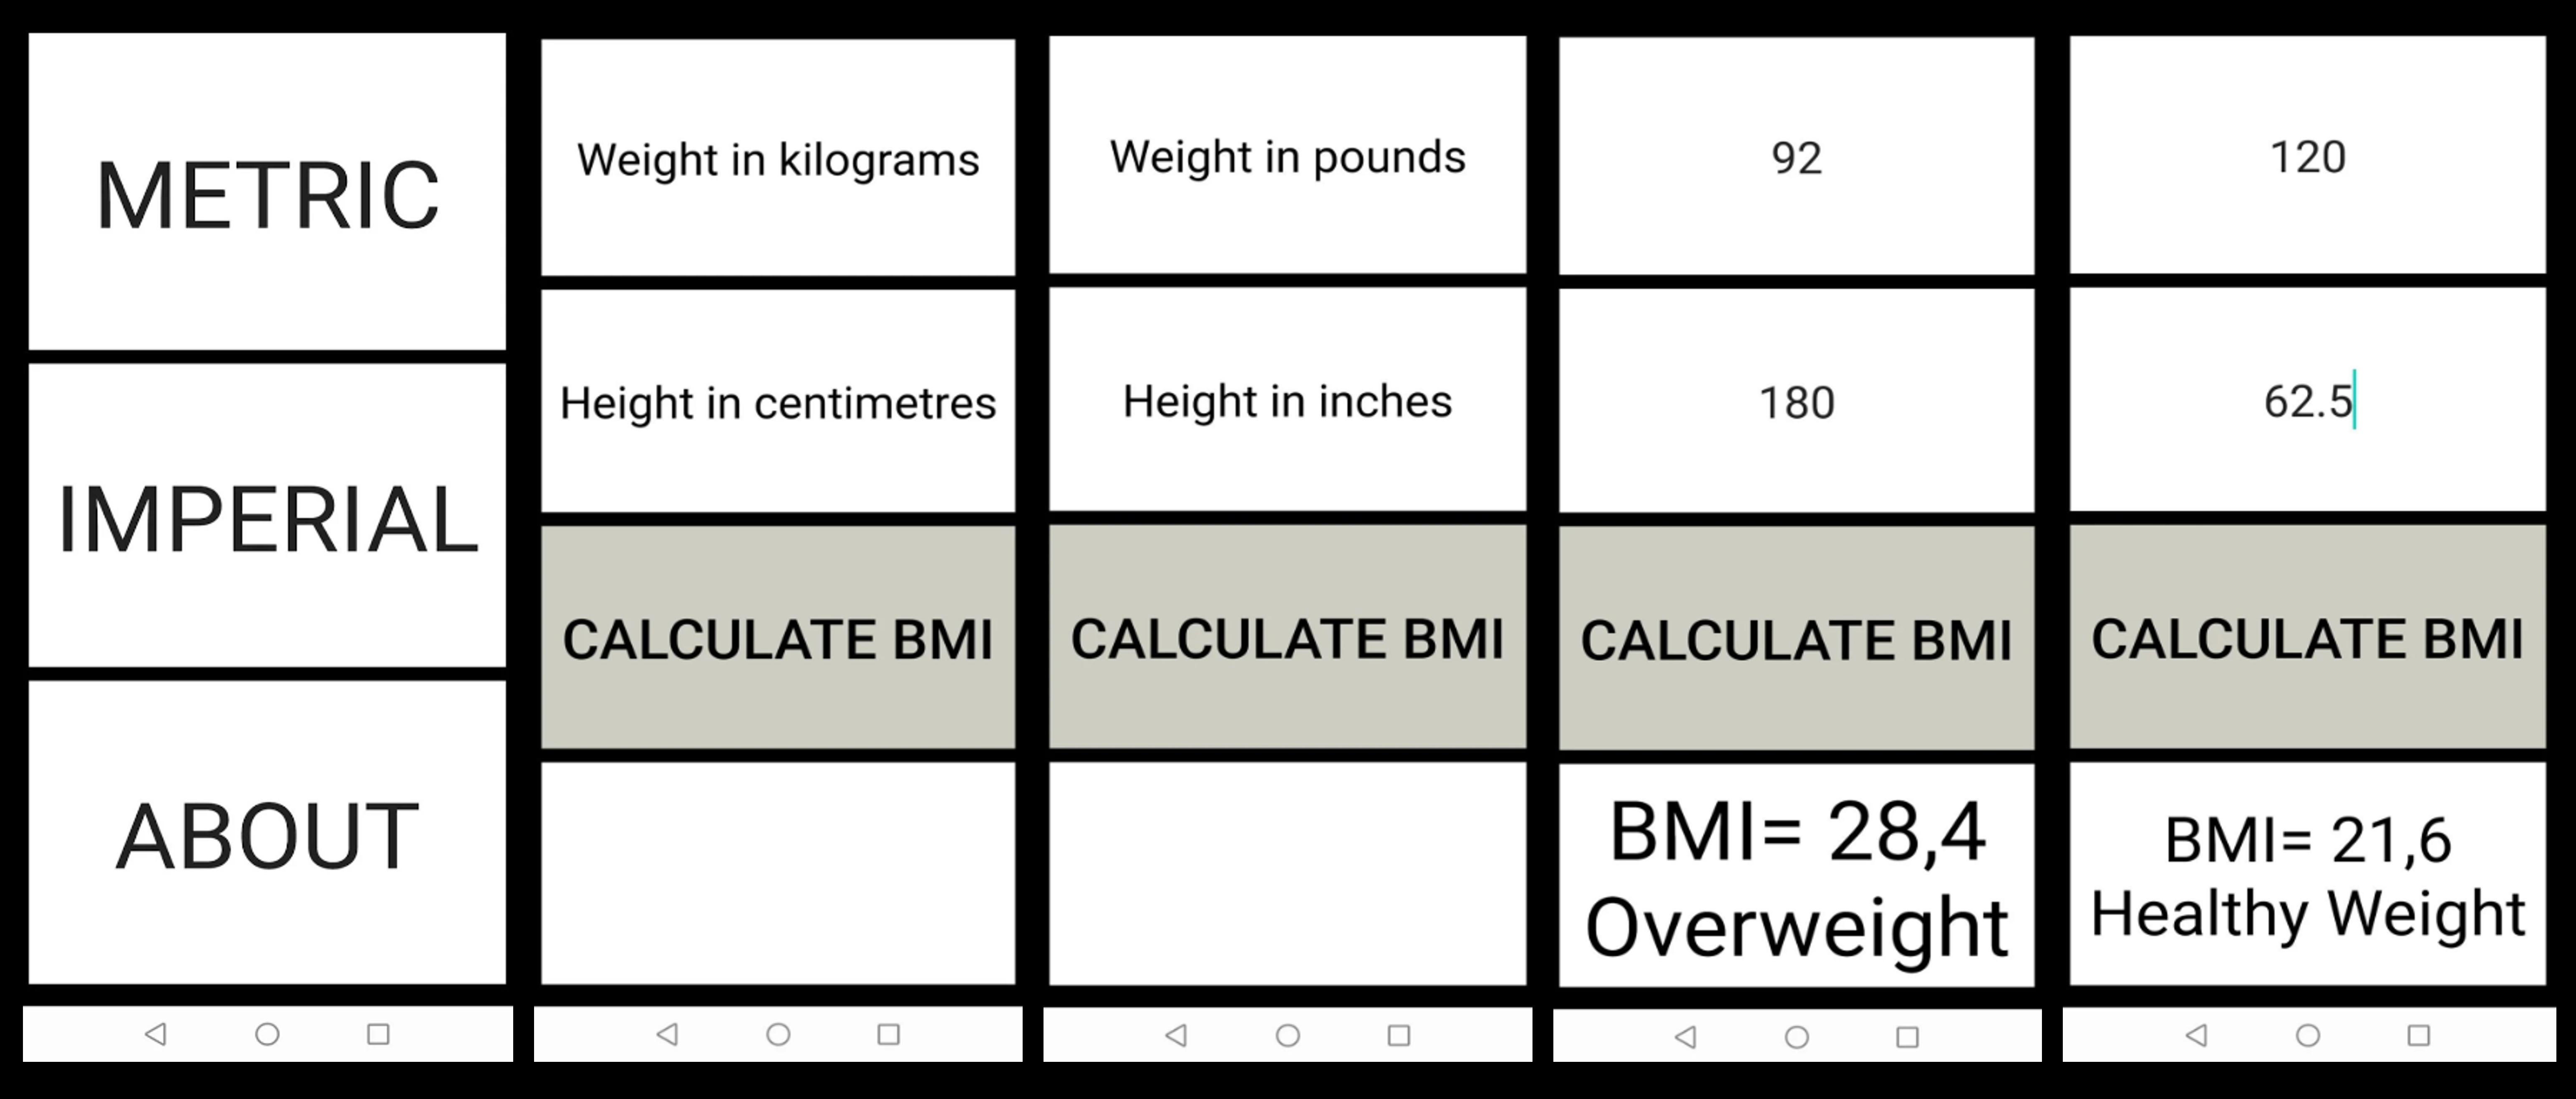 METRIC
IMPERIAL
ABOUT
Weight in kilograms
Height in centimetres
CALCULATE BMI
Weight in pounds
Height in inches
CALCULATE BMI
92
180
CALCULATE BMI
BMI= 28,4
Overweight
120
62.5
CALCULATE BMI
BMI= 21,6
Healthy Weight